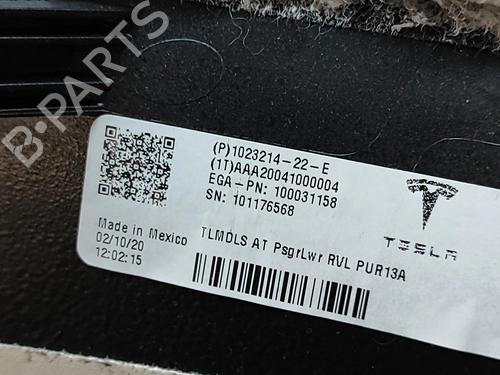 (P)1023214-22-E
(1T)AAA20041000004
EGA-PN: 100031158
SN: 101176568
TESLA
Made in Mexico
02/10/20
12:02:15
TLMDLS AT PsgrLwr RVL PUR13A
B-PARTS